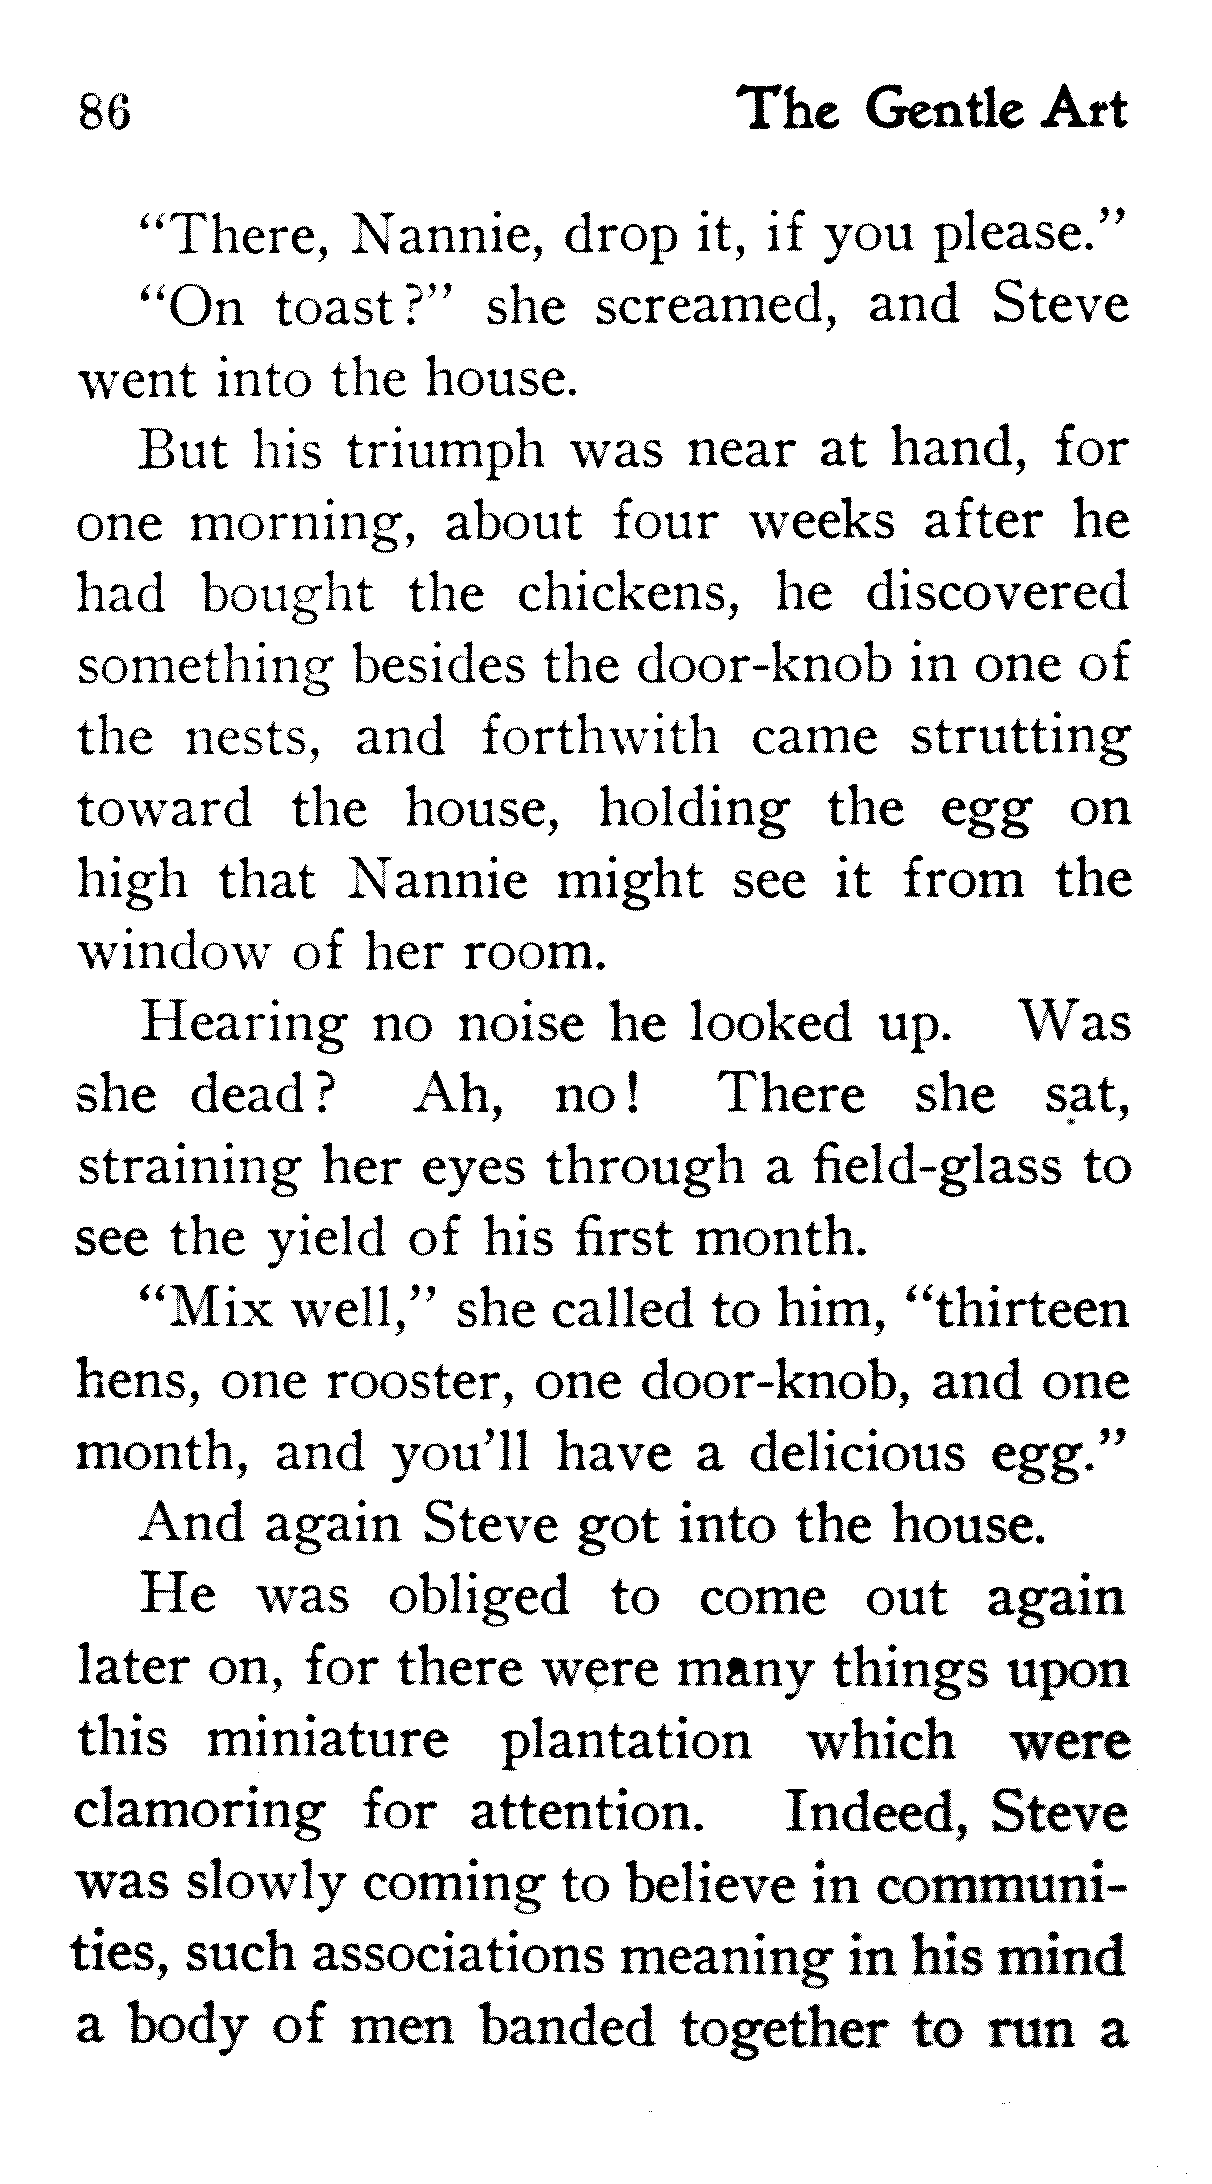 86 The Gentle Art
"There, Nannie, drop it, if you please."
"On toast?" she screamed, and Steve
went into the house.
But his triumph was near at hand, for
one morning, about four weeks after he
had bought the chickens, he discovered
something besides the door-knob in one of
the nests, and forthwith came strutting
toward the house, holding the egg on
high that Nannie might see it from the
window of her room.
Hearing no noise he looked up. Was
she dead? Ah, no! There she sat,
straining her eyes through a field-glass to
see the yield of his first month.
"Mix well," she called to him, "thirteen
hens, one rooster, one door-knob, and one
month, and you'll have a delicious egg."
And again Steve got into the house.
He was obliged to come out again
later on, for there were many things upon
this miniature plantation which were
clamoring for attention. Indeed, Steve
was slowly coming to believe in communi-
ties, such associations meaning in his mind
a body of men banded together to run a